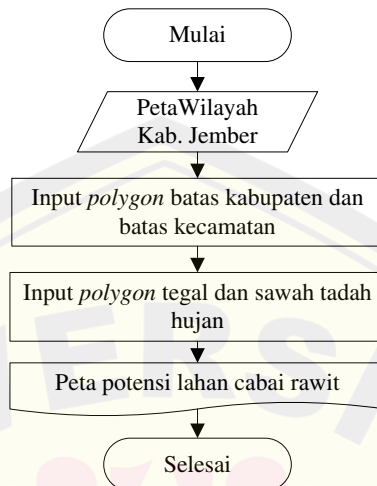 Mulai
PetaWilayah
Kab. Jember
Input polygon batas kabupaten dan
batas kecamatan
Input polygon tegal dan sawah tadah
hujan
Peta potensi lahan cabai rawit
Selesai